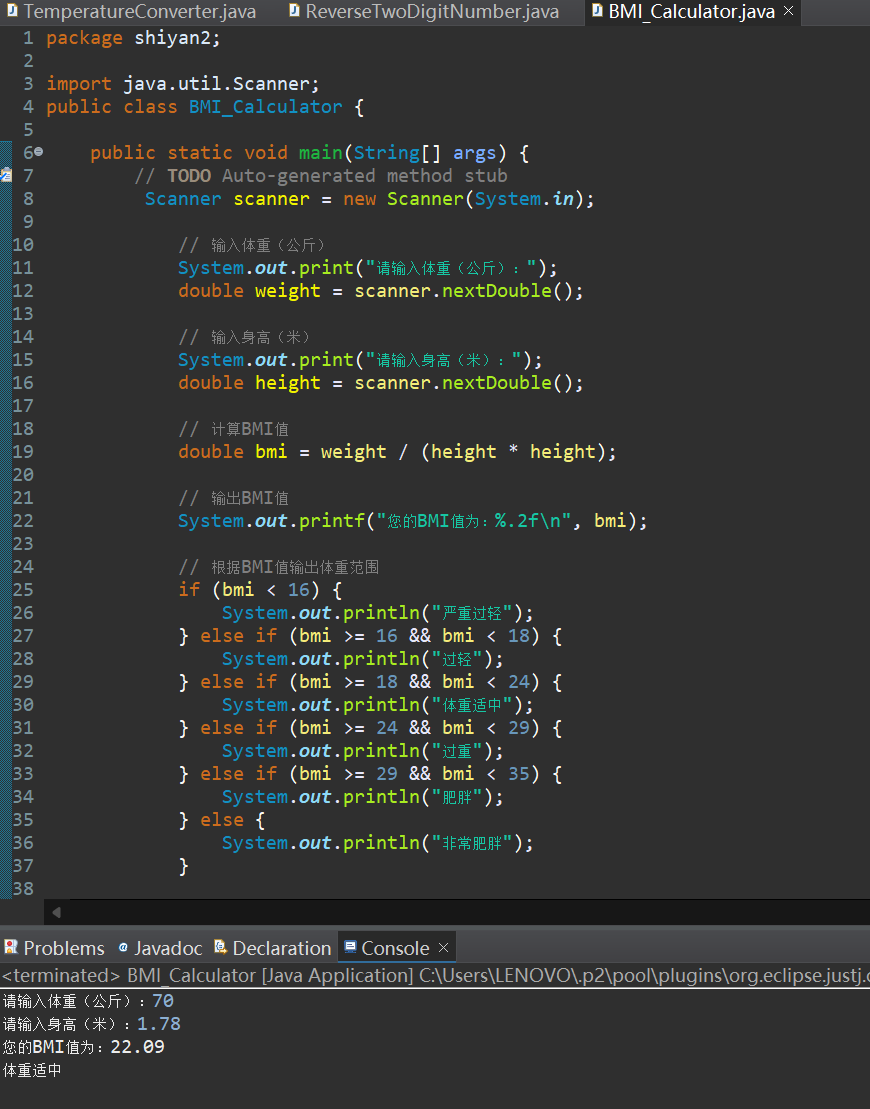 TemperatureConverter.java ReverseTwoDigitNumber.java BMI_Calculator.java
1 package shiyan2;
2
3 import java.util.Scanner;
4 public class BMI_Calculator {
5
6 public static void main(String[] args) {
7 // TODO Auto-generated method stub
8 Scanner scanner = new Scanner(System.in);
9
10 // 输入体重（公斤）
11 System.out.print("请输入体重（公斤）：");
12 double weight = scanner.nextDouble();
13
14 // 输入身高（米）
15 System.out.print("请输入身高（米）：");
16 double height = scanner.nextDouble();
17
18 // 计算BMI值
19 double bmi = weight / (height * height);
20
21 // 输出BMI值
22 System.out.printf("您的BMI值为：%.2f\n", bmi);
23
24 // 根据BMI值输出体重范围
25 if (bmi < 16) {
26 System.out.println("严重过轻");
27 } else if (bmi >= 16 && bmi < 18) {
28 System.out.println("过轻");
29 } else if (bmi >= 18 && bmi < 24) {
30 System.out.println("体重适中");
31 } else if (bmi >= 24 && bmi < 29) {
32 System.out.println("过重");
33 } else if (bmi >= 29 && bmi < 35) {
34 System.out.println("肥胖");
35 } else {
36 System.out.println("非常肥胖");
37 }
38
Problems Javadoc Declaration Console
<terminated> BMI_Calculator [Java Application] C:\Users\LENOVO\.p2\pool\plugins\org.eclipse.justj.
请输入体重（公斤）：70
请输入身高（米）：1.78
您的BMI值为：22.09
体重适中